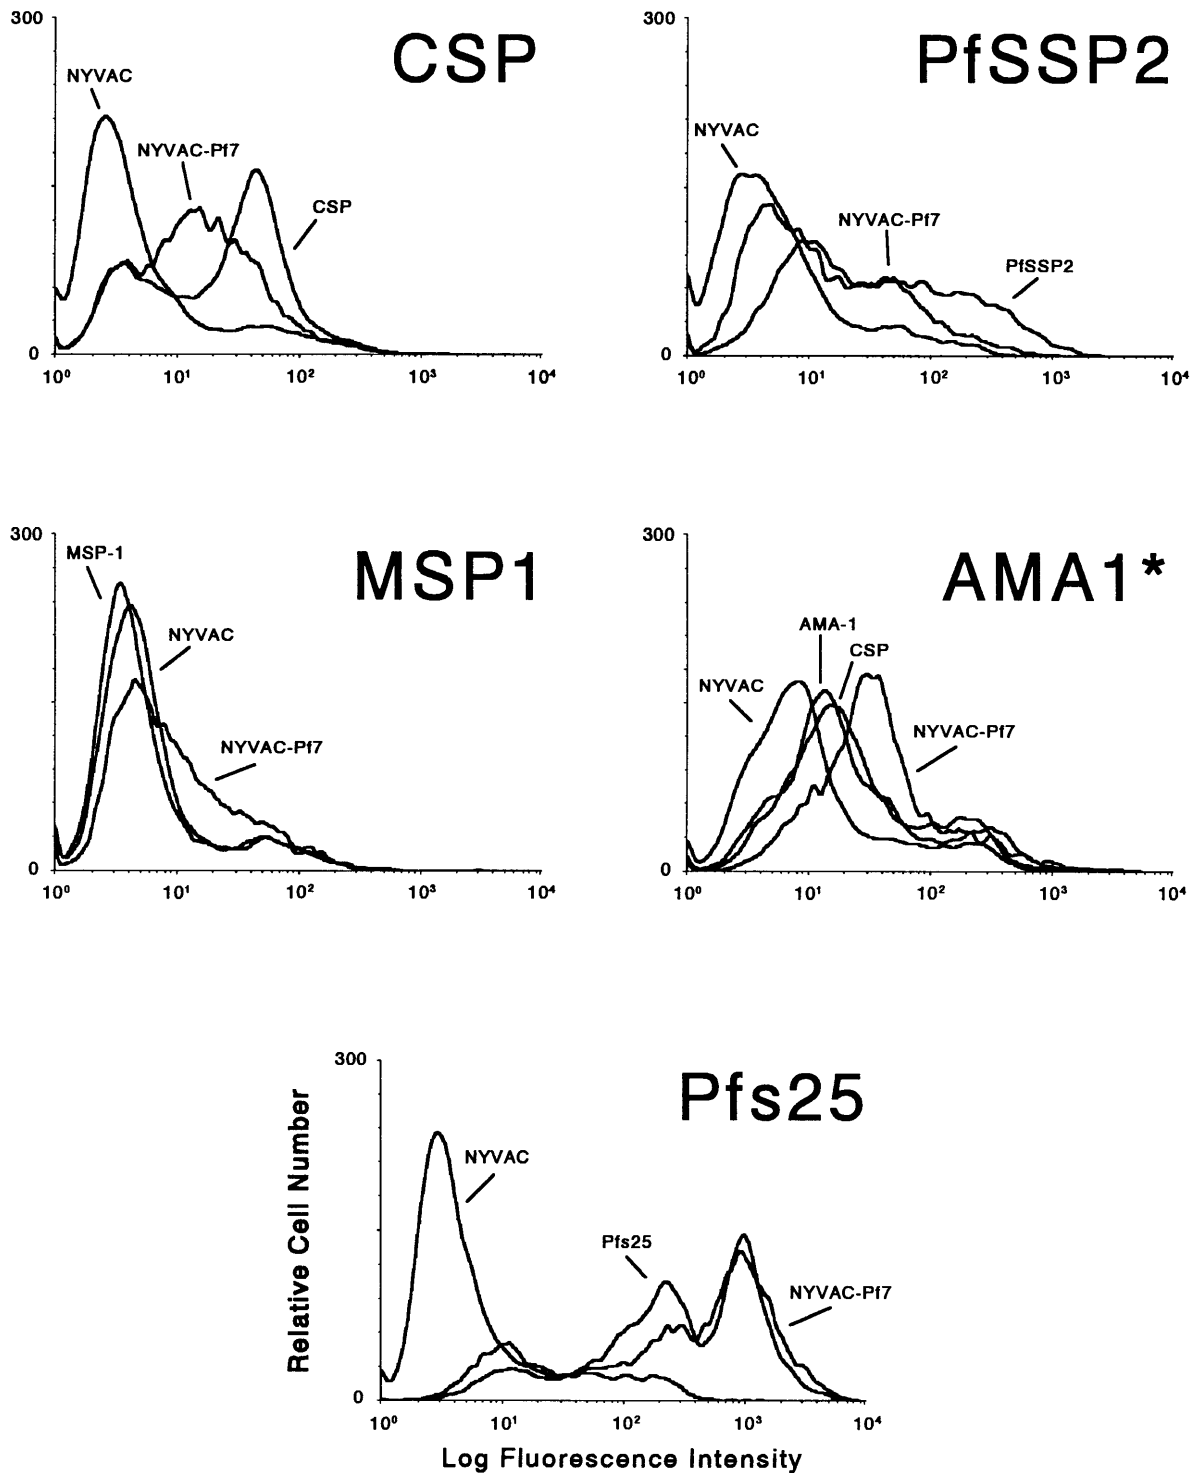 300
CSP
NYVAC
NYVAC-Pf7
CSP
0
10⁰ 10¹ 10² 10³ 10⁴
300
PfSSP2
NYVAC
NYVAC-Pf7
PfSSP2
0
10⁰ 10¹ 10² 10³ 10⁴
300
MSP1
MSP-1
NYVAC
NYVAC-Pf7
0
10⁰ 10¹ 10² 10³ 10⁴
300
AMA1*
AMA-1
CSP
NYVAC
NYVAC-Pf7
0
10⁰ 10¹ 10² 10³ 10⁴
300
Pfs25
NYVAC
Pfs25
NYVAC-Pf7
Relative Cell Number
0
10⁰ 10¹ 10² 10³ 10⁴
Log Fluorescence Intensity